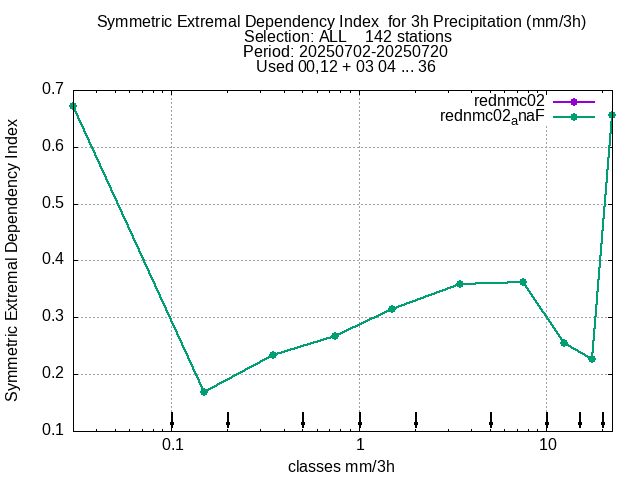 Symmetric Extremal Dependency Index  for 3h Precipitation (mm/3h)
Selection: ALL    142 stations
Period: 20250702-20250720
Used 00,12 + 03 04 ... 36
rednmc02
rednmc02anaF
0.7
0.6
0.5
0.4
0.3
0.2
0.1
Symmetric Extremal Dependency Index
0.1 1 10
classes mm/3h